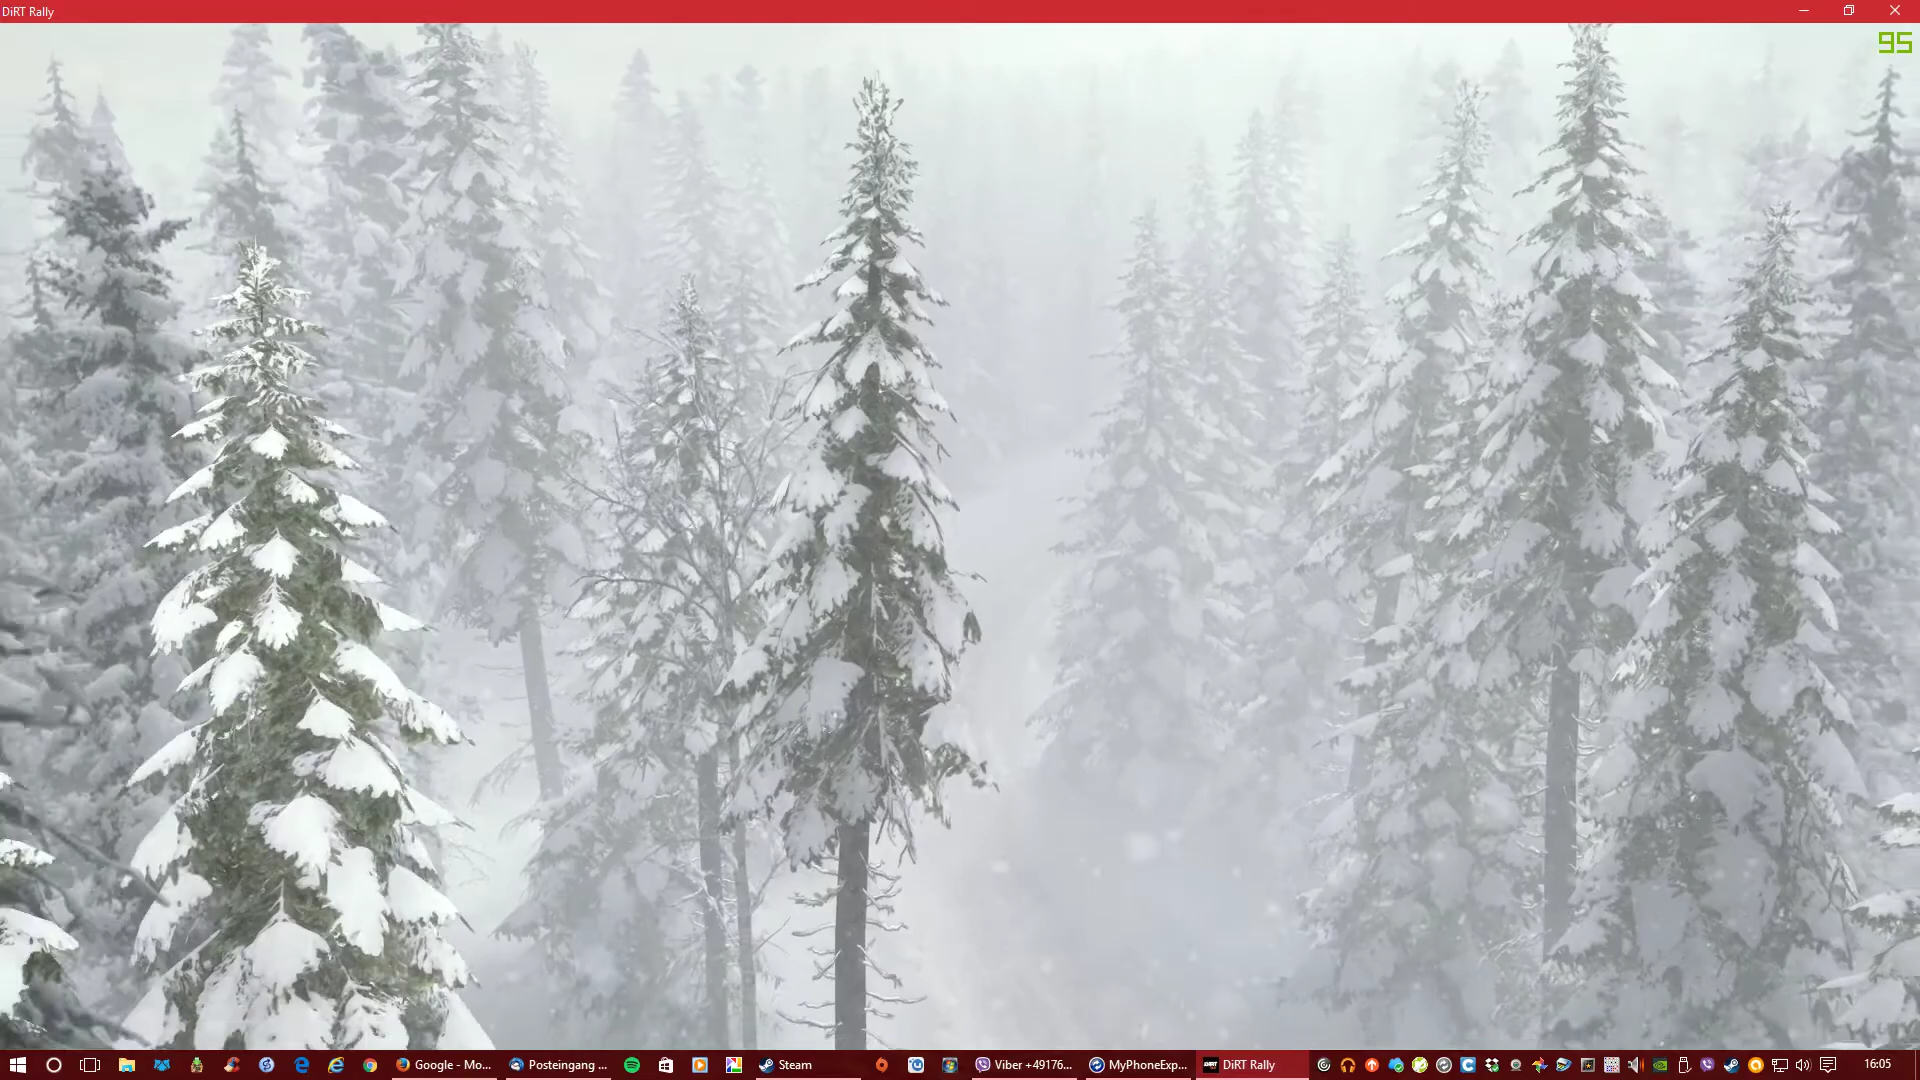 DiRT Rally
95
Google - Mo...
Posteingang ...
Steam
Viber +49176...
MyPhoneExp...
DiRT Rally
16:05